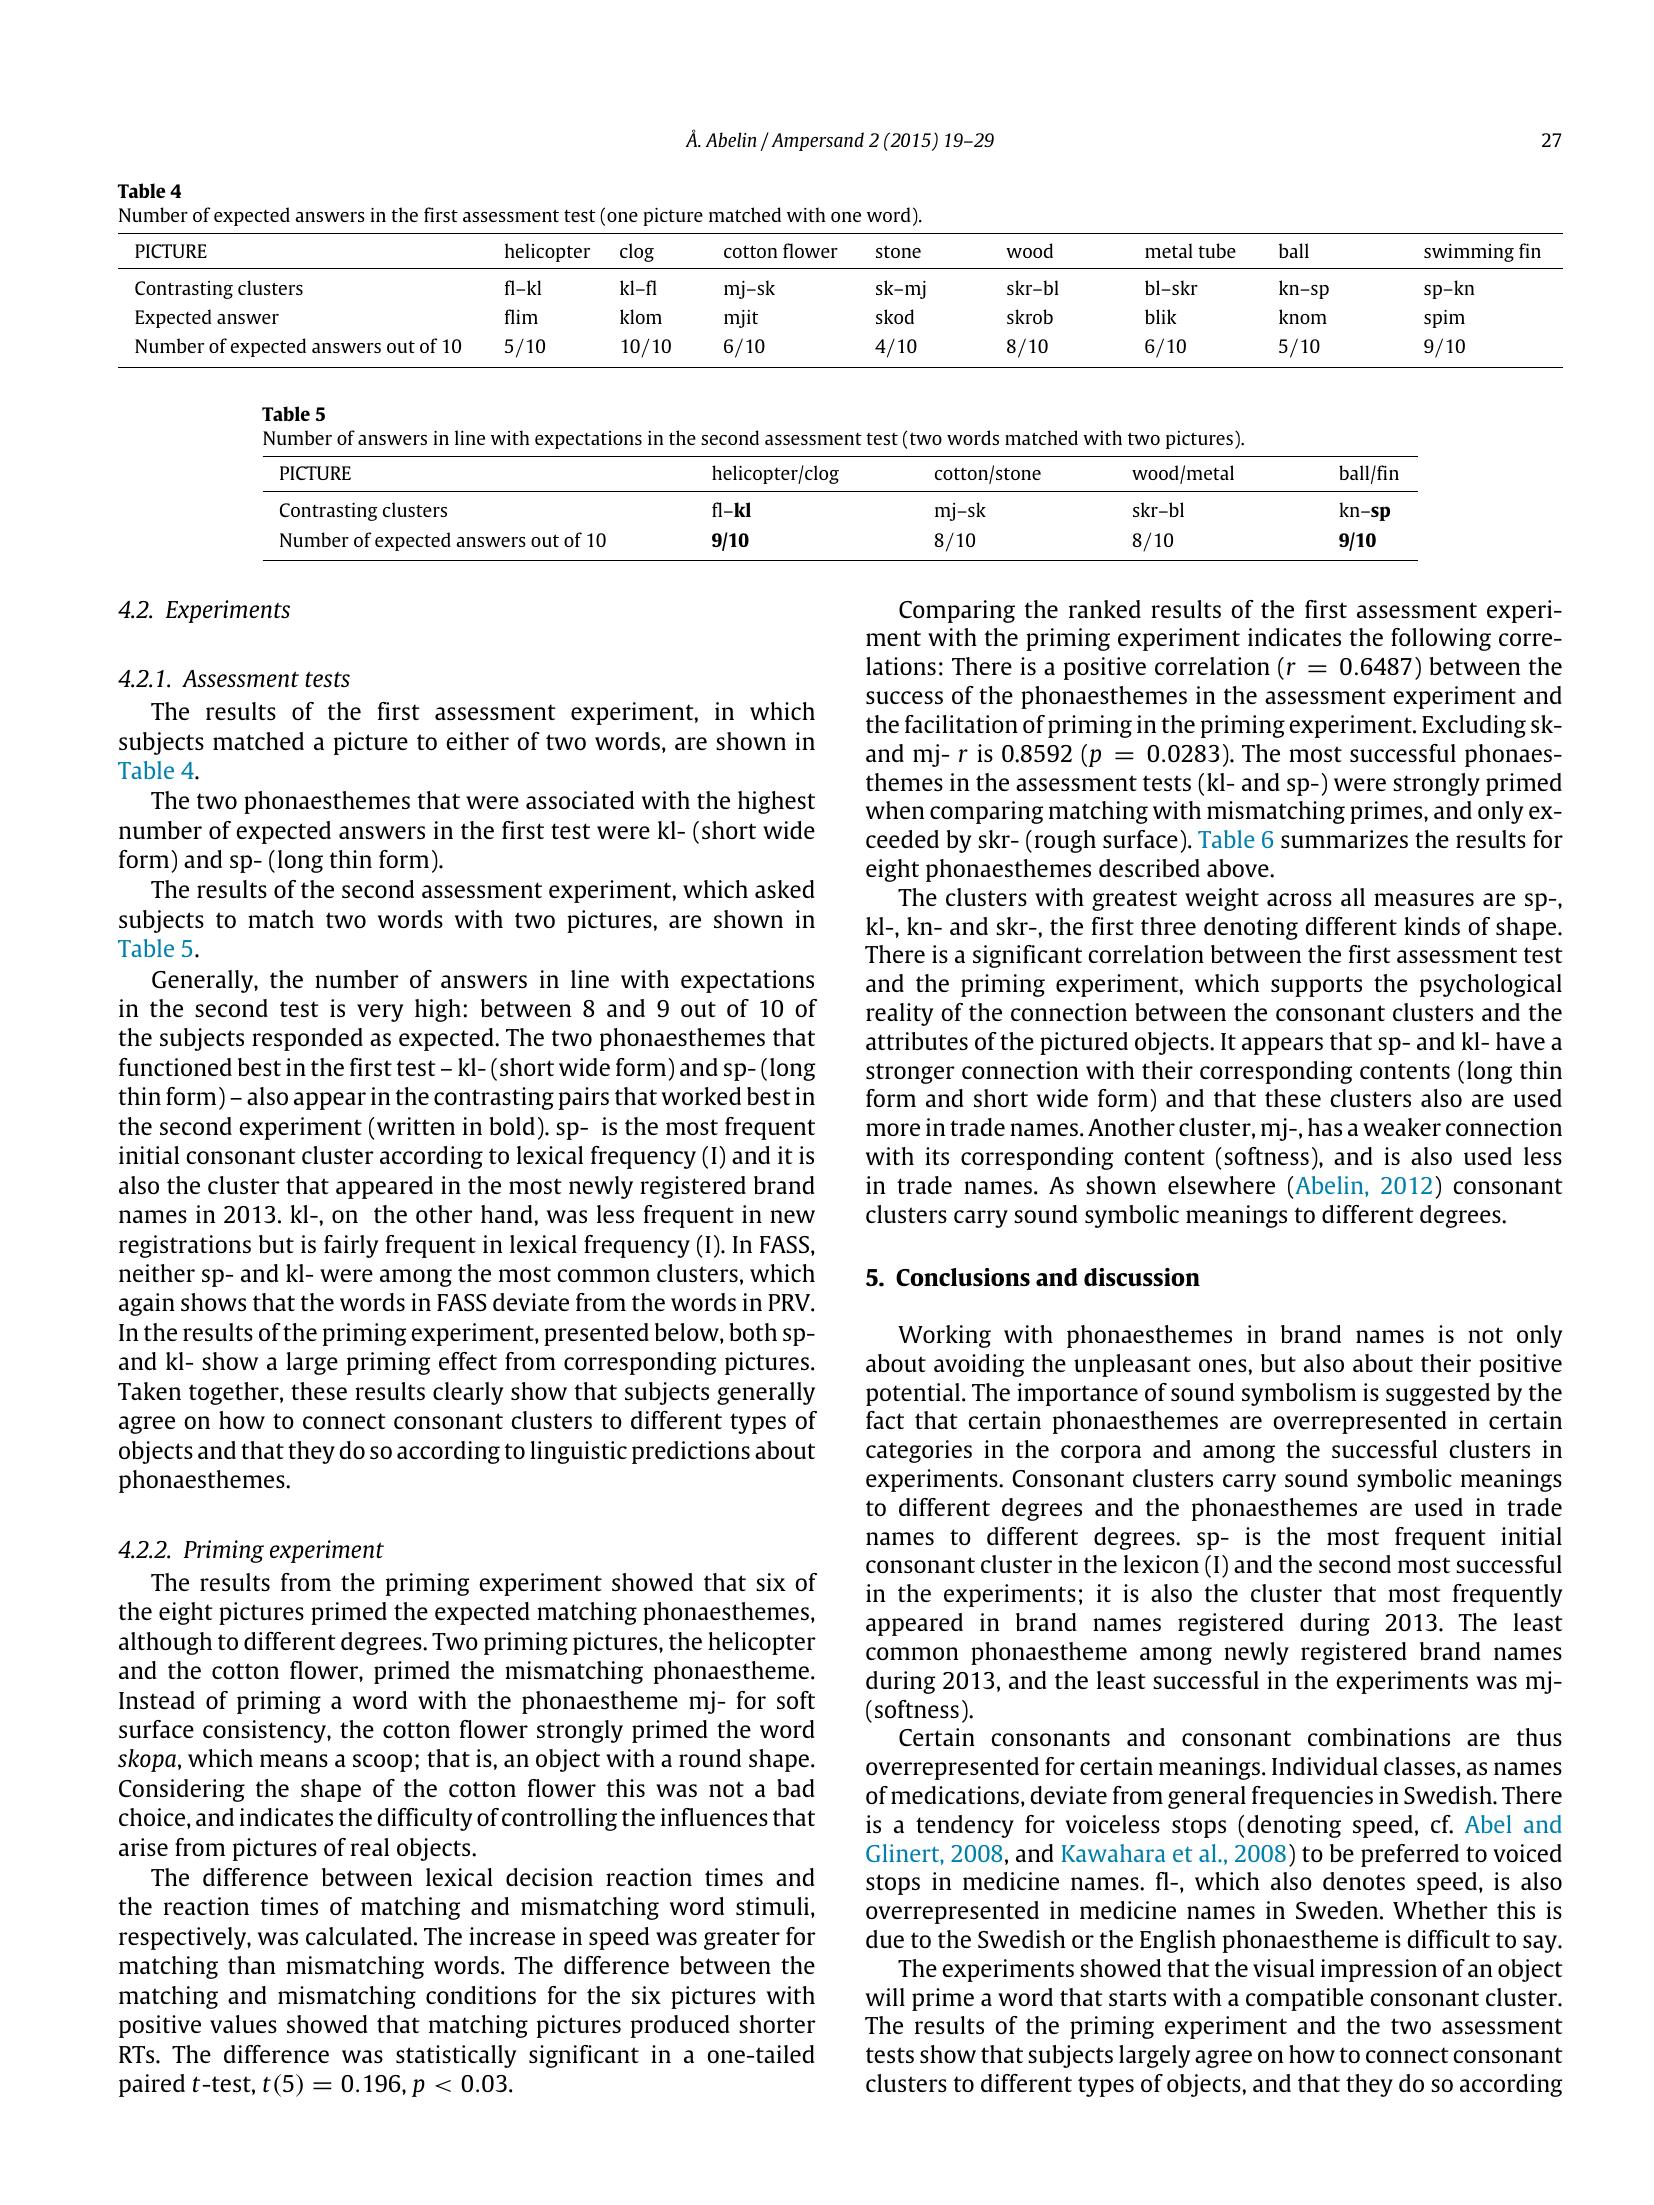 Å. Abelin / Ampersand 2 (2015) 19–29 27
Table 4
Number of expected answers in the first assessment test (one picture matched with one word).
PICTURE helicopter clog cotton flower stone wood metal tube ball swimming fin
Contrasting clusters fl–kl kl–fl mj–sk sk–mj skr–bl bl–skr kn–sp sp–kn
Expected answer flim klom mjit skod skrob blik knom spim
Number of expected answers out of 10 5/10 10/10 6/10 4/10 8/10 6/10 5/10 9/10
Table 5
Number of answers in line with expectations in the second assessment test (two words matched with two pictures).
PICTURE helicopter/clog cotton/stone wood/metal ball/fin
Contrasting clusters fl–kl mj–sk skr–bl kn–sp
Number of expected answers out of 10 9/10 8/10 8/10 9/10
4.2. Experiments
4.2.1. Assessment tests
The results of the first assessment experiment, in which
subjects matched a picture to either of two words, are shown in
Table 4.
The two phonaesthemes that were associated with the highest
number of expected answers in the first test were kl- (short wide
form) and sp- (long thin form).
The results of the second assessment experiment, which asked
subjects to match two words with two pictures, are shown in
Table 5.
Generally, the number of answers in line with expectations
in the second test is very high: between 8 and 9 out of 10 of
the subjects responded as expected. The two phonaesthemes that
functioned best in the first test – kl- (short wide form) and sp- (long
thin form) – also appear in the contrasting pairs that worked best in
the second experiment (written in bold). sp- is the most frequent
initial consonant cluster according to lexical frequency (I) and it is
also the cluster that appeared in the most newly registered brand
names in 2013. kl-, on the other hand, was less frequent in new
registrations but is fairly frequent in lexical frequency (I). In FASS,
neither sp- and kl- were among the most common clusters, which
again shows that the words in FASS deviate from the words in PRV.
In the results of the priming experiment, presented below, both sp-
and kl- show a large priming effect from corresponding pictures.
Taken together, these results clearly show that subjects generally
agree on how to connect consonant clusters to different types of
objects and that they do so according to linguistic predictions about
phonaesthemes.
4.2.2. Priming experiment
The results from the priming experiment showed that six of
the eight pictures primed the expected matching phonaesthemes,
although to different degrees. Two priming pictures, the helicopter
and the cotton flower, primed the mismatching phonaestheme.
Instead of priming a word with the phonaestheme mj- for soft
surface consistency, the cotton flower strongly primed the word
skopa, which means a scoop; that is, an object with a round shape.
Considering the shape of the cotton flower this was not a bad
choice, and indicates the difficulty of controlling the influences that
arise from pictures of real objects.
The difference between lexical decision reaction times and
the reaction times of matching and mismatching word stimuli,
respectively, was calculated. The increase in speed was greater for
matching than mismatching words. The difference between the
matching and mismatching conditions for the six pictures with
positive values showed that matching pictures produced shorter
RTs. The difference was statistically significant in a one-tailed
paired t-test, t(5) = 0.196, p < 0.03.
Comparing the ranked results of the first assessment experi-
ment with the priming experiment indicates the following corre-
lations: There is a positive correlation (r = 0.6487) between the
success of the phonaesthemes in the assessment experiment and
the facilitation of priming in the priming experiment. Excluding sk-
and mj- r is 0.8592 (p = 0.0283). The most successful phonaes-
themes in the assessment tests (kl- and sp-) were strongly primed
when comparing matching with mismatching primes, and only ex-
ceeded by skr- (rough surface). Table 6 summarizes the results for
eight phonaesthemes described above.
The clusters with greatest weight across all measures are sp-,
kl-, kn- and skr-, the first three denoting different kinds of shape.
There is a significant correlation between the first assessment test
and the priming experiment, which supports the psychological
reality of the connection between the consonant clusters and the
attributes of the pictured objects. It appears that sp- and kl- have a
stronger connection with their corresponding contents (long thin
form and short wide form) and that these clusters also are used
more in trade names. Another cluster, mj-, has a weaker connection
with its corresponding content (softness), and is also used less
in trade names. As shown elsewhere (Abelin, 2012) consonant
clusters carry sound symbolic meanings to different degrees.
5. Conclusions and discussion
Working with phonaesthemes in brand names is not only
about avoiding the unpleasant ones, but also about their positive
potential. The importance of sound symbolism is suggested by the
fact that certain phonaesthemes are overrepresented in certain
categories in the corpora and among the successful clusters in
experiments. Consonant clusters carry sound symbolic meanings
to different degrees and the phonaesthemes are used in trade
names to different degrees. sp- is the most frequent initial
consonant cluster in the lexicon (I) and the second most successful
in the experiments; it is also the cluster that most frequently
appeared in brand names registered during 2013. The least
common phonaestheme among newly registered brand names
during 2013, and the least successful in the experiments was mj-
(softness).
Certain consonants and consonant combinations are thus
overrepresented for certain meanings. Individual classes, as names
of medications, deviate from general frequencies in Swedish. There
is a tendency for voiceless stops (denoting speed, cf. Abel and
Glinert, 2008, and Kawahara et al., 2008) to be preferred to voiced
stops in medicine names. fl-, which also denotes speed, is also
overrepresented in medicine names in Sweden. Whether this is
due to the Swedish or the English phonaestheme is difficult to say.
The experiments showed that the visual impression of an object
will prime a word that starts with a compatible consonant cluster.
The results of the priming experiment and the two assessment
tests show that subjects largely agree on how to connect consonant
clusters to different types of objects, and that they do so according